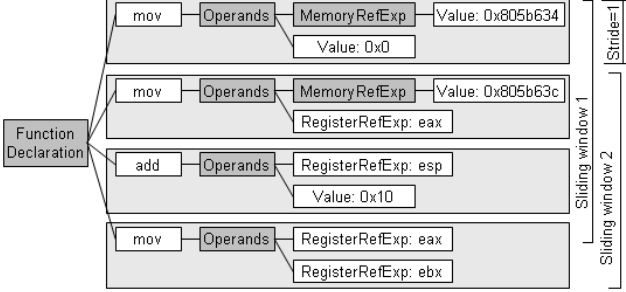 mov
Operands
MemoryRefExp
Value: 0x805b634
Value: 0x0
mov
Operands
MemoryRefExp
Value: 0x805b63c
RegisterRefExp: eax
Function
Declaration
add
Operands
RegisterRefExp: esp
Value: 0x10
mov
Operands
RegisterRefExp: eax
RegisterRefExp: ebx
Stride=1
Sliding window 1
Sliding window 2